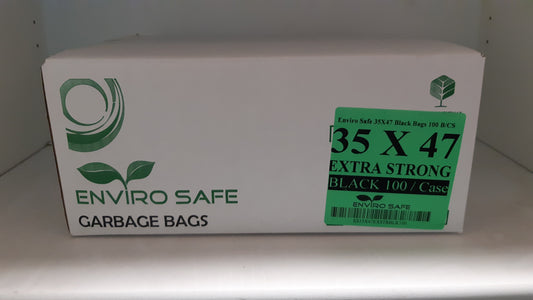 ENVIRO SAFE
GARBAGE BAGS
Enviro Safe 35X47 Black Bags 100 B/CS
35 X 47
EXTRA STRONG
BLACK 100 / Case
ENVIRO SAFE